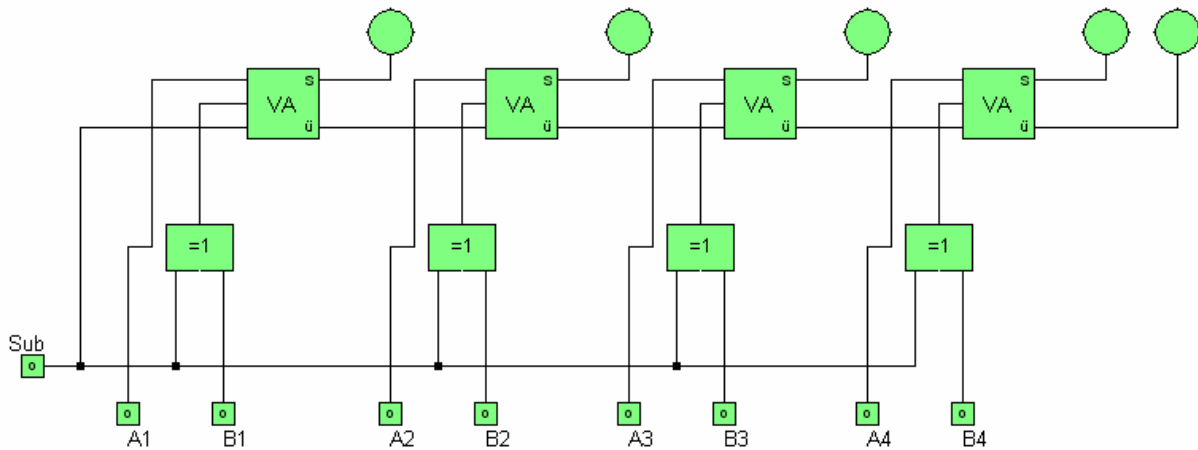 s s s s
VA VA VA VA
ü ü ü ü
=1 =1 =1 =1
Sub
o
o o o o o o o o
A1 B1 A2 B2 A3 B3 A4 B4